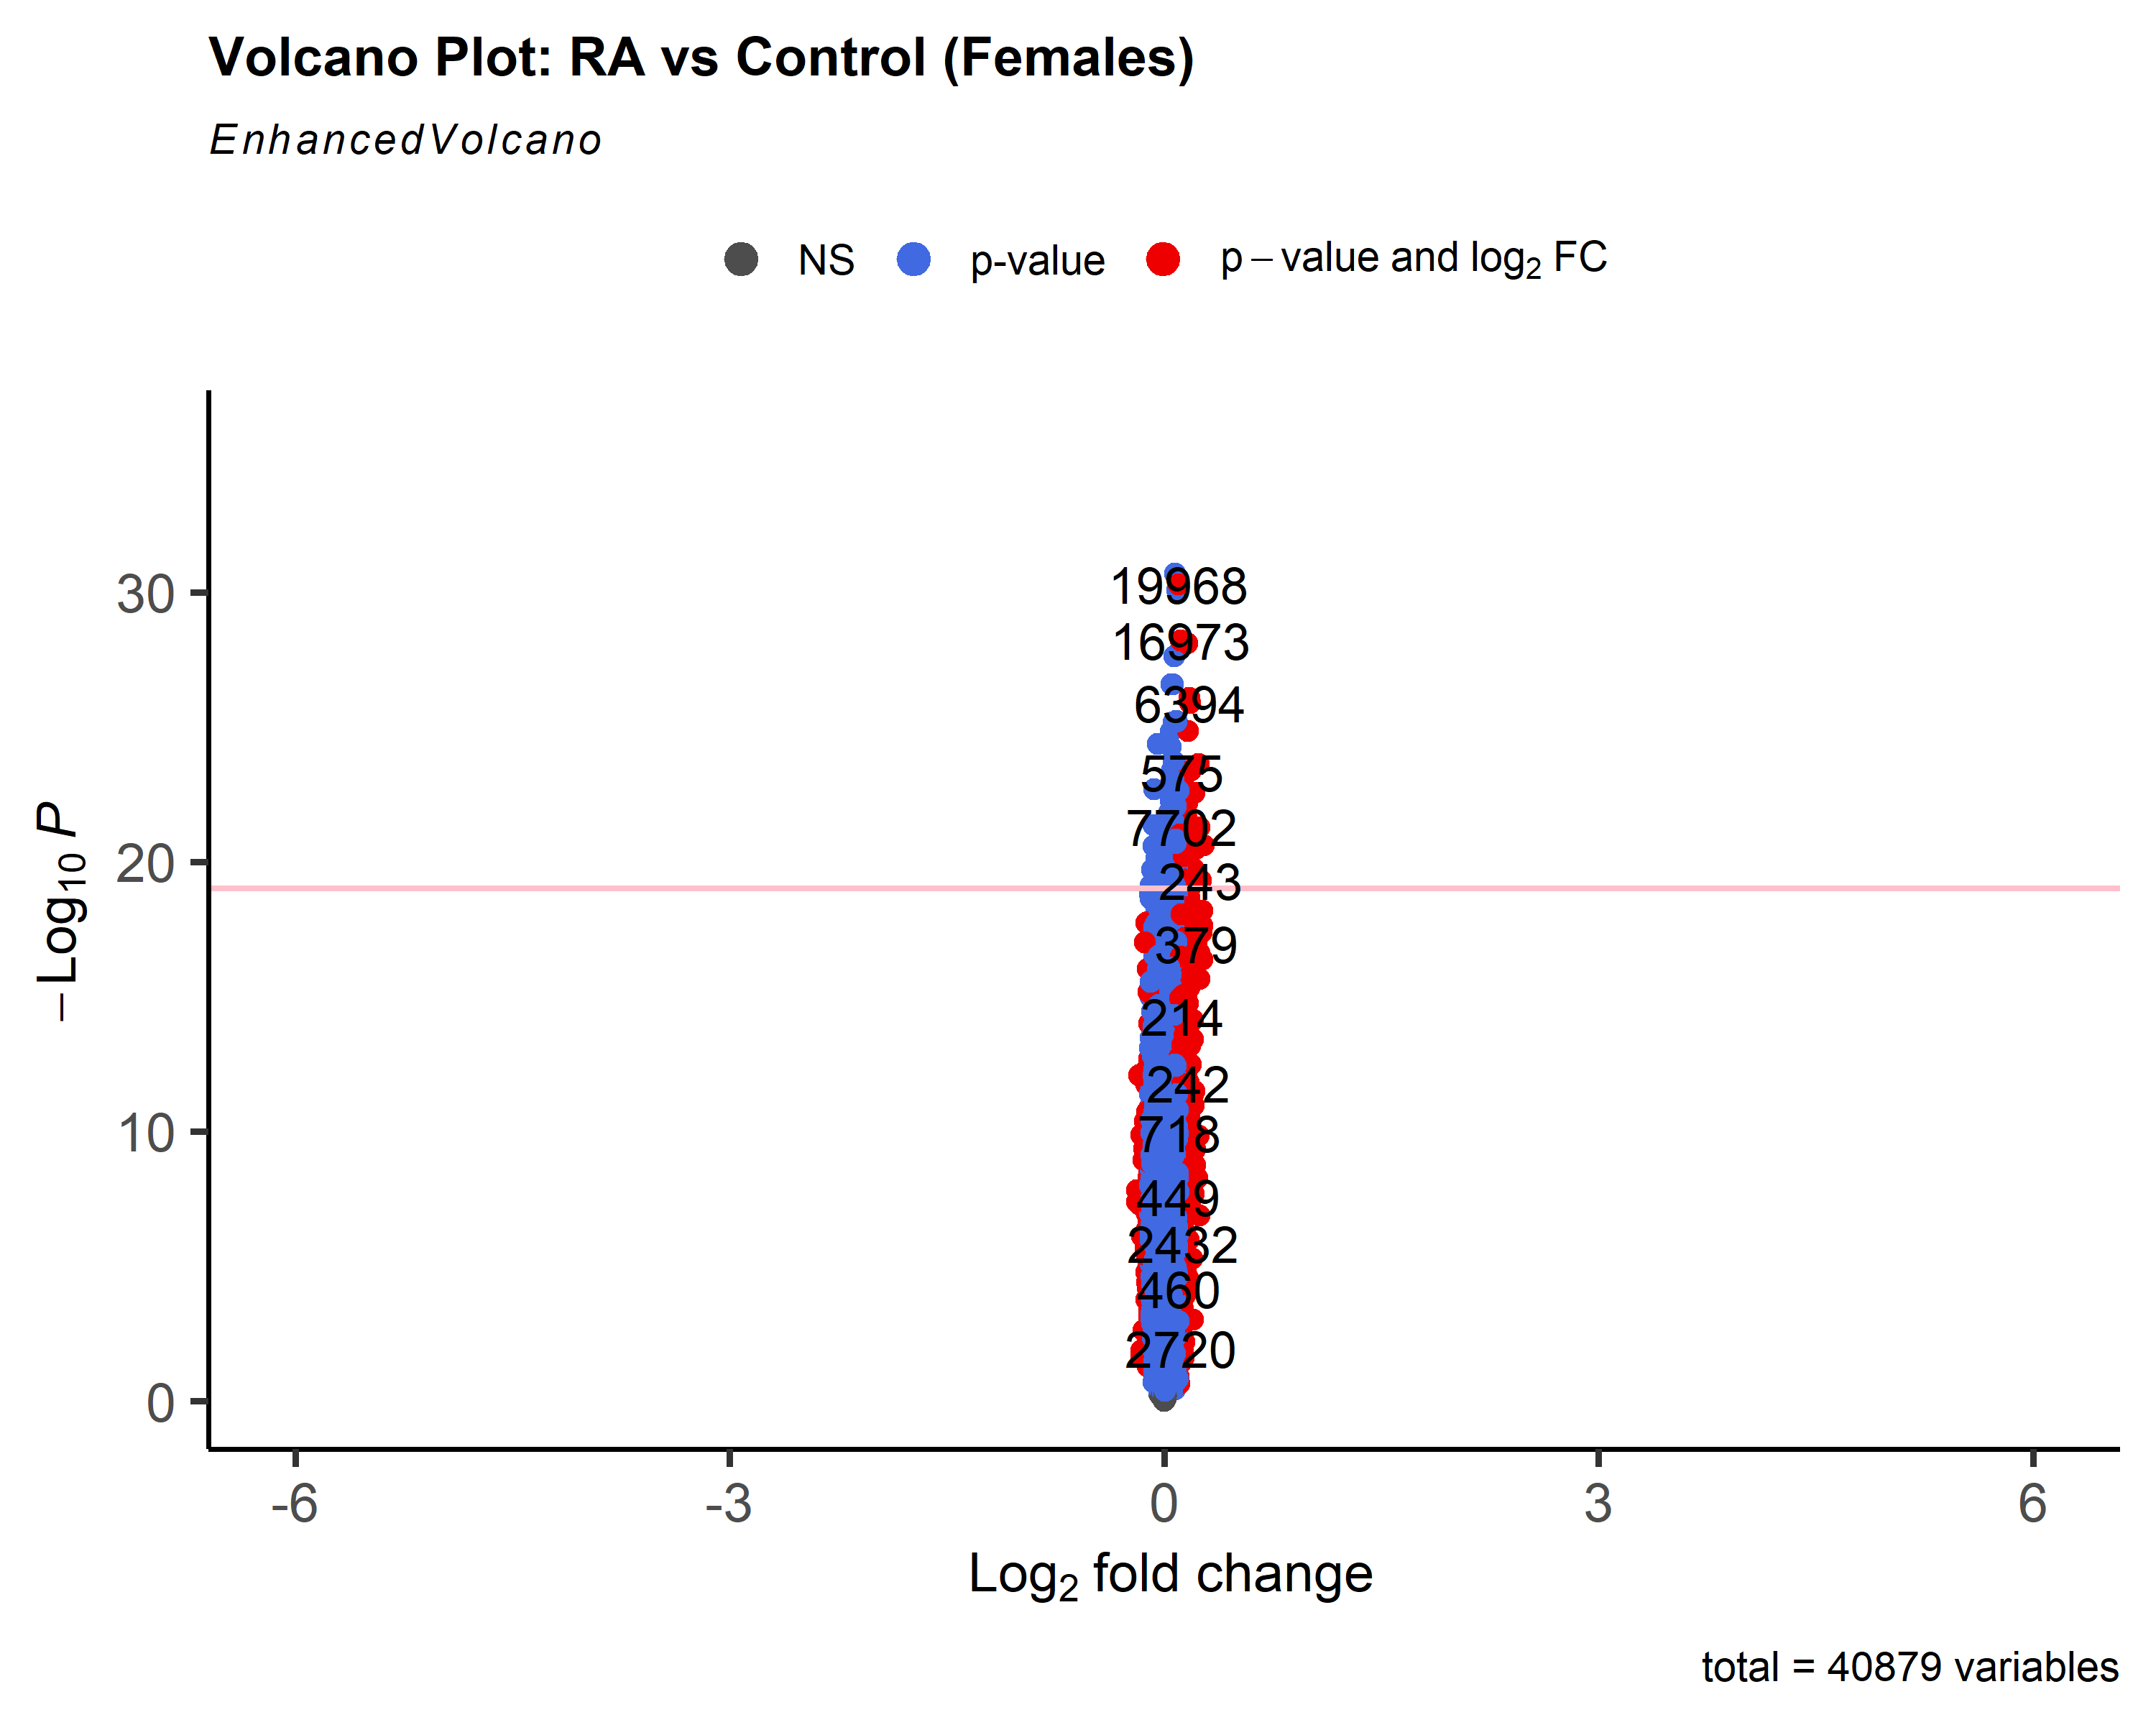 Volcano Plot: RA vs Control (Females)
EnhancedVolcano
NS p-value p − value and log₂ FC
30
20
10
0
− Log₁₀ P
19968
16973
6394
575
7702
243
379
214
242
718
449
2432
460
2720
-6 -3 0 3 6
Log₂ fold change
total = 40879 variables